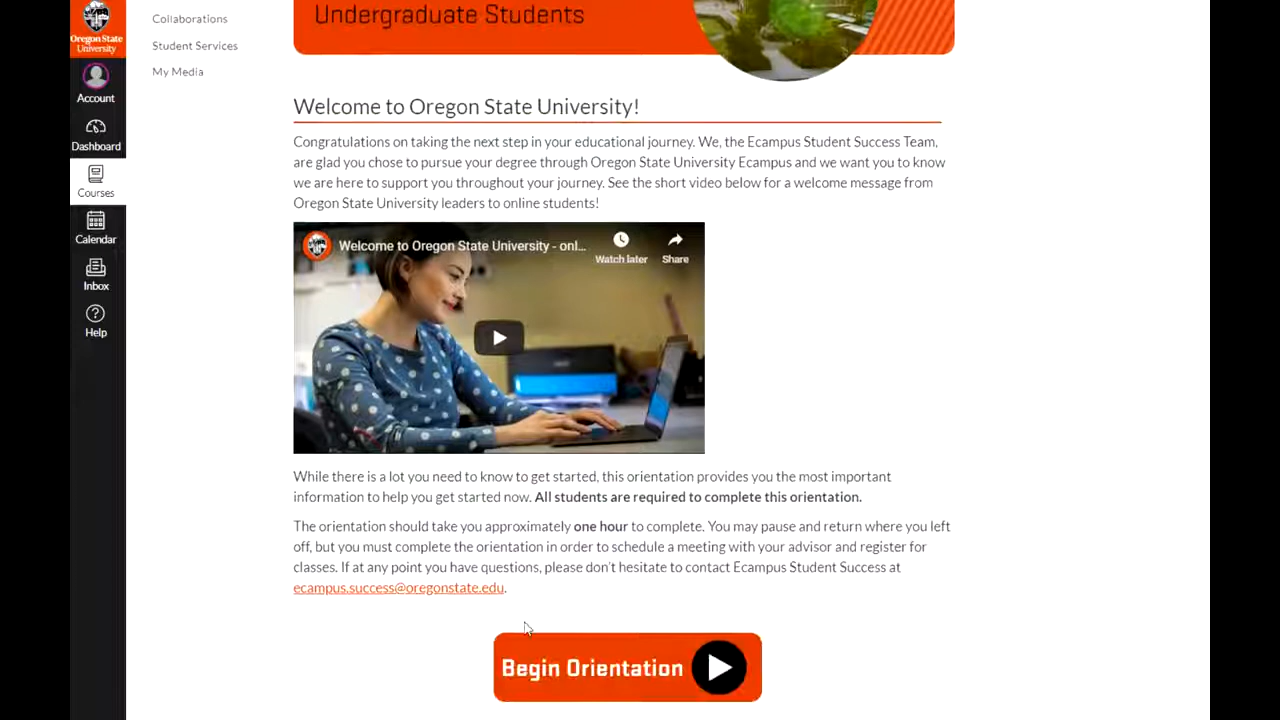 Undergraduate Students
Oregon State
University
Account
Dashboard
Courses
Calendar
Inbox
Help
Collaborations
Student Services
My Media
Welcome to Oregon State University!
Congratulations on taking the next step in your educational journey. We, the Ecampus Student Success Team,
are glad you chose to pursue your degree through Oregon State University Ecampus and we want you to know
we are here to support you throughout your journey. See the short video below for a welcome message from
Oregon State University leaders to online students!
Welcome to Oregon State University - onl...
Watch later
Share
While there is a lot you need to know to get started, this orientation provides you the most important
information to help you get started now. All students are required to complete this orientation.
The orientation should take you approximately one hour to complete. You may pause and return where you left
off, but you must complete the orientation in order to schedule a meeting with your advisor and register for
classes. If at any point you have questions, please don't hesitate to contact Ecampus Student Success at
ecampus.success@oregonstate.edu.
Begin Orientation